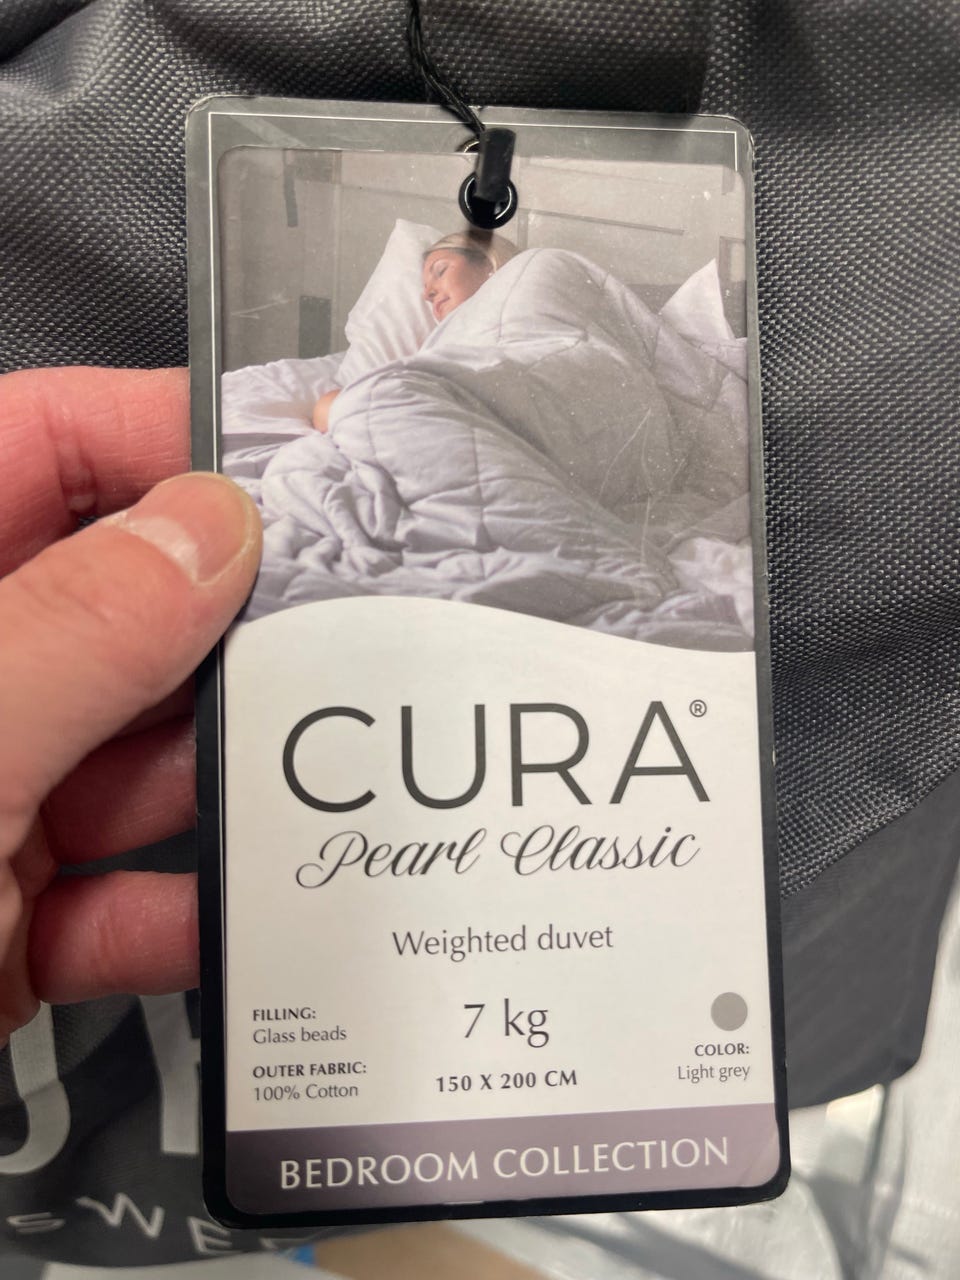 CURA®
Pearl Classic
Weighted duvet
FILLING:
Glass beads
OUTER FABRIC:
100% Cotton
7 kg
150 X 200 CM
COLOR:
Light grey
BEDROOM COLLECTION